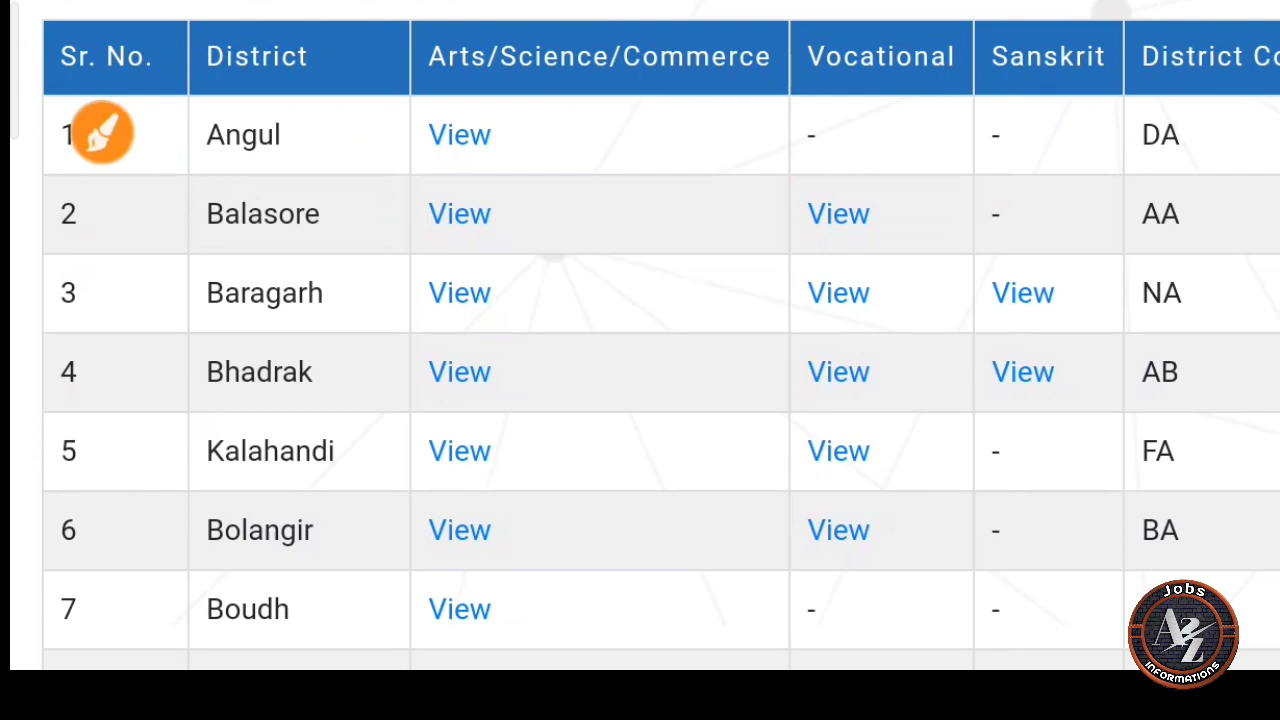 Sr. No. District Arts/Science/Commerce Vocational Sanskrit District Co
1 Angul View - - DA
2 Balasore View View - AA
3 Baragarh View View View NA
4 Bhadrak View View View AB
5 Kalahandi View View - FA
6 Bolangir View View - BA
7 Boudh View - -
Jobs
A2Z
INFORMATIONS